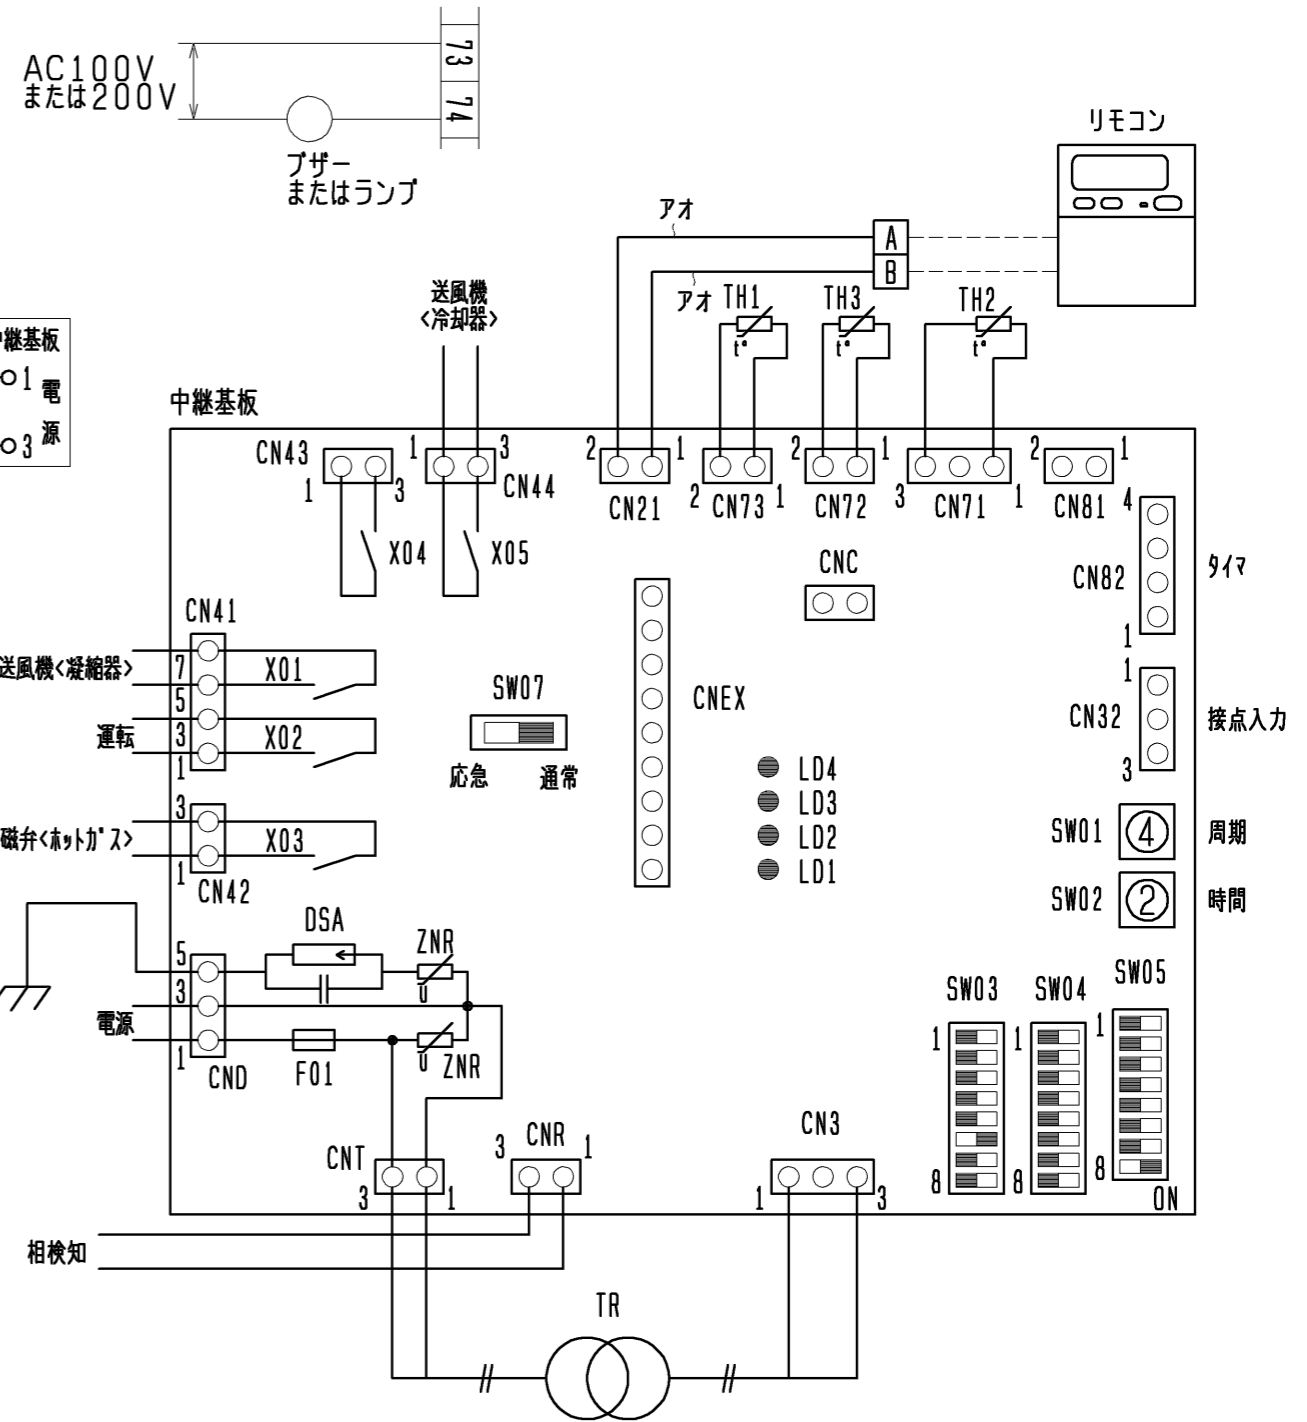 AC100V
または200V
73
74
ブザー
またはランプ
リモコン
アオ
A
B
アオ
送風機
<冷却器>
TH1
t°
TH3
t°
TH2
t°
継基板
1
電
源
3
中継基板
CN43
1
3
1
3
CN44
2
1
CN21
2
CN73
1
2
1
CN72
3
CN71
1
2
1
CN81
X04
X05
CNC
4
CN82
1
タイマ
CN41
送風機<凝縮器>
7
5
X01
運転
3
1
X02
SW07
応急
通常
CNEX
1
CN32
3
接点入力
LD4
LD3
LD2
LD1
磁弁<ホットガス>
3
1
X03
CN42
SW01
4
周期
SW02
2
時間
DSA
ZNR
U
5
3
電源
1
CND
F01
U
ZNR
SW03
1
8
SW04
1
8
SW05
1
8
ON
CNT
3
1
3
CNR
1
CN3
1
3
相検知
TR